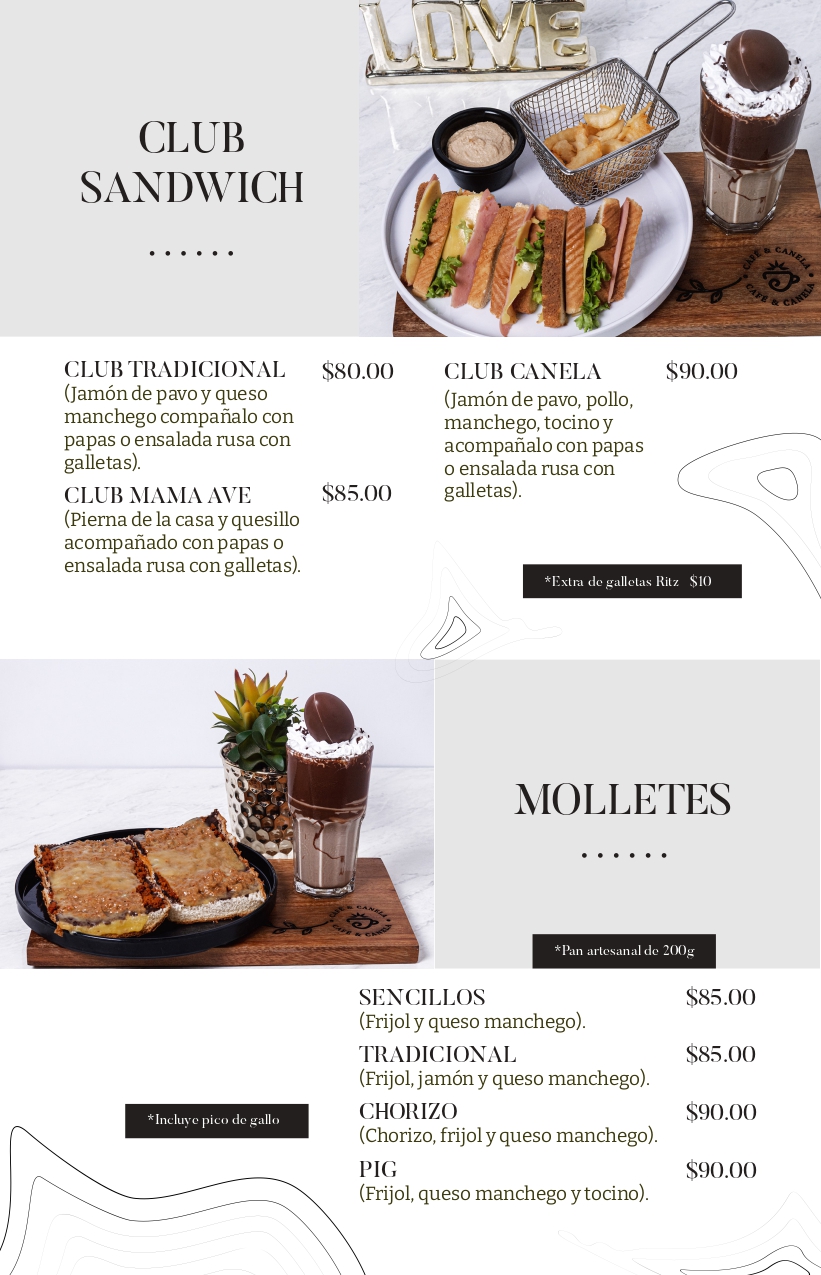 LOVE
CLUB
SANDWICH
CAFÉ & CANELA
CAFÉ & CANELA
CLUB TRADICIONAL $80.00
(Jamón de pavo y queso
manchego compañalo con
papas o ensalada rusa con
galletas).
CLUB MAMA AVE $85.00
(Pierna de la casa y quesillo
acompañado con papas o
ensalada rusa con galletas).
CLUB CANELA $90.00
(Jamón de pavo, pollo,
manchego, tocino y
acompáñalo con papas
o ensalada rusa con
galletas).
*Extra de galletas Ritz $10
CAFÉ & CANELA
CAFÉ & CANELA
MOLLETES
*Pan artesanal de 200g
SENCILLOS $85.00
(Frijol y queso manchego).
TRADICIONAL $85.00
(Frijol, jamón y queso manchego).
CHORIZO $90.00
(Chorizo, frijol y queso manchego).
PIG $90.00
(Frijol, queso manchego y tocino).
*Incluye pico de gallo